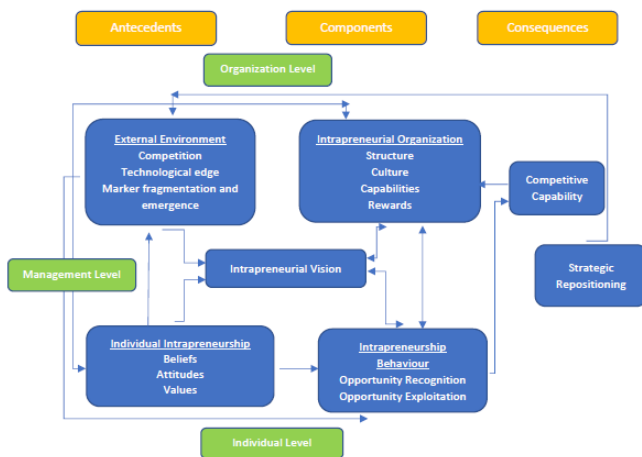 Antecedents
Components
Consequences
Organization Level
External Environment
Competition
Technological edge
Marker fragmentation and
emergence
Intrapreneurial Organization
Structure
Culture
Capabilities
Rewards
Competitive
Capability
Management Level
Intrapreneurial Vision
Strategic
Repositioning
Individual Intrapreneurship
Beliefs
Attitudes
Values
Intrapreneurship
Behaviour
Opportunity Recognition
Opportunity Exploitation
Individual Level